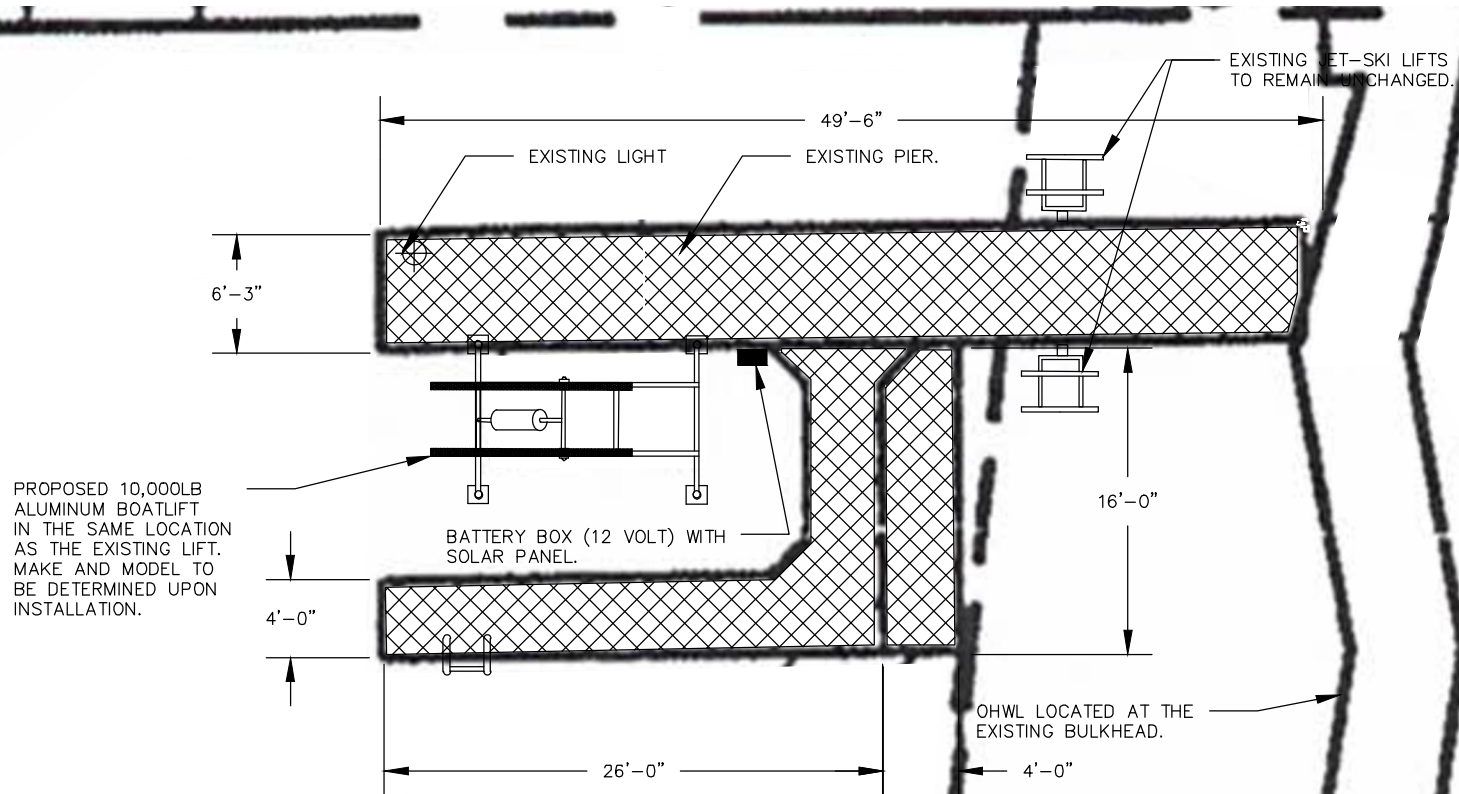 EXISTING JET-SKI LIFTS
TO REMAIN UNCHANGED.
49'-6"
EXISTING LIGHT
EXISTING PIER.
6'-3"
16'-0"
PROPOSED 10,000LB
ALUMINUM BOATLIFT
IN THE SAME LOCATION
AS THE EXISTING LIFT.
MAKE AND MODEL TO
BE DETERMINED UPON
INSTALLATION.
BATTERY BOX (12 VOLT) WITH
SOLAR PANEL.
4'-0"
OHWL LOCATED AT THE
EXISTING BULKHEAD.
26'-0"
4'-0"